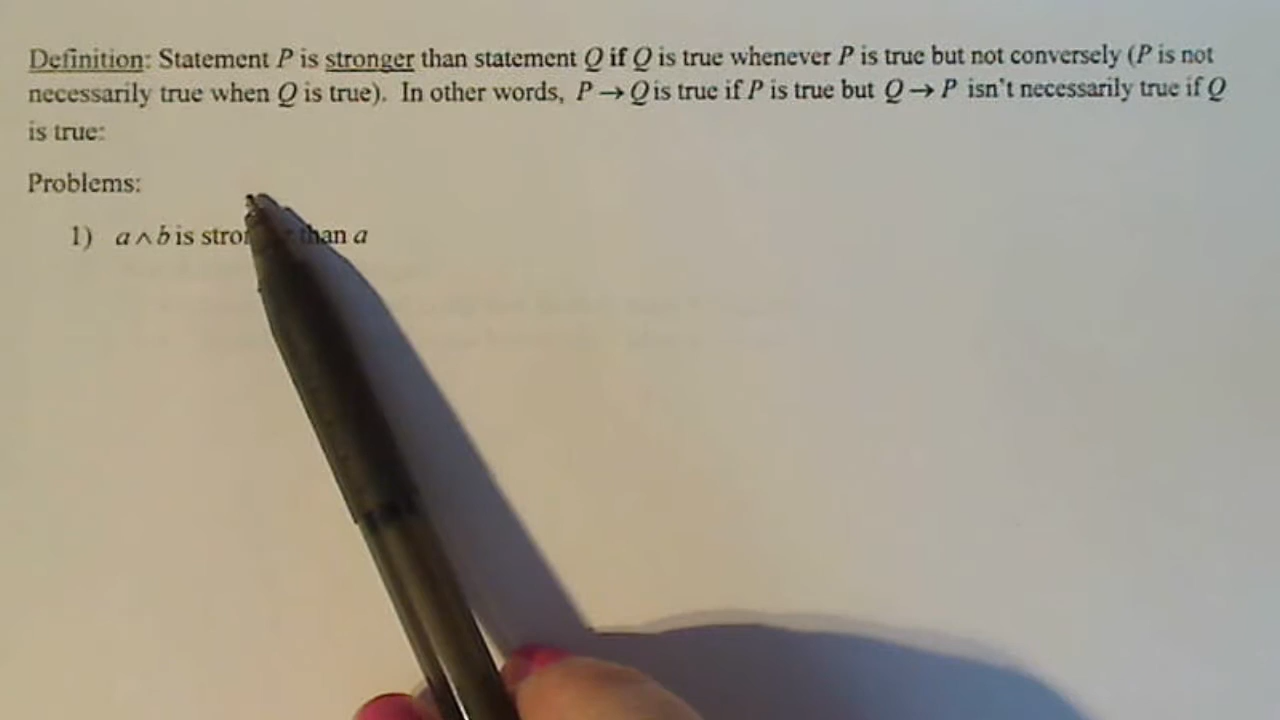 Definition: Statement P is stronger than statement Q if Q is true whenever P is true but not conversely (P is not
necessarily true when Q is true). In other words, P → Q is true if P is true but Q → P isn't necessarily true if Q
is true:
Problems:
1) a ∧ b is than a